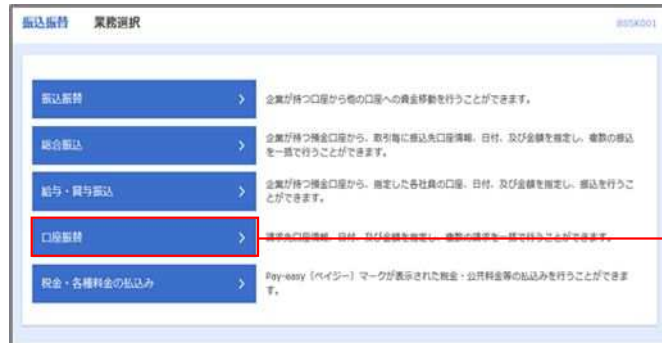 振込振替 業務選択
BSSK001
振込振替
企業が持つ口座から他の口座への資金移動を行うことができます。
総合振込
企業が持つ預金口座から、取引毎に振込先口座情報、日付、及び金額を指定し、複数の振込
を一括で行うことができます。
給与・賞与振込
企業が持つ預金口座から、指定した各社員の口座、日付、及び金額を指定し、振込を行うこ
とができます。
口座振替
請求先口座情報、日付、及び金額を指定し、複数の請求を一括で行うことができます。
税金・各種料金の払込み
Pay-easy（ペイジー）マークが表示された税金・公共料金等の払込みを行うことができま
す。